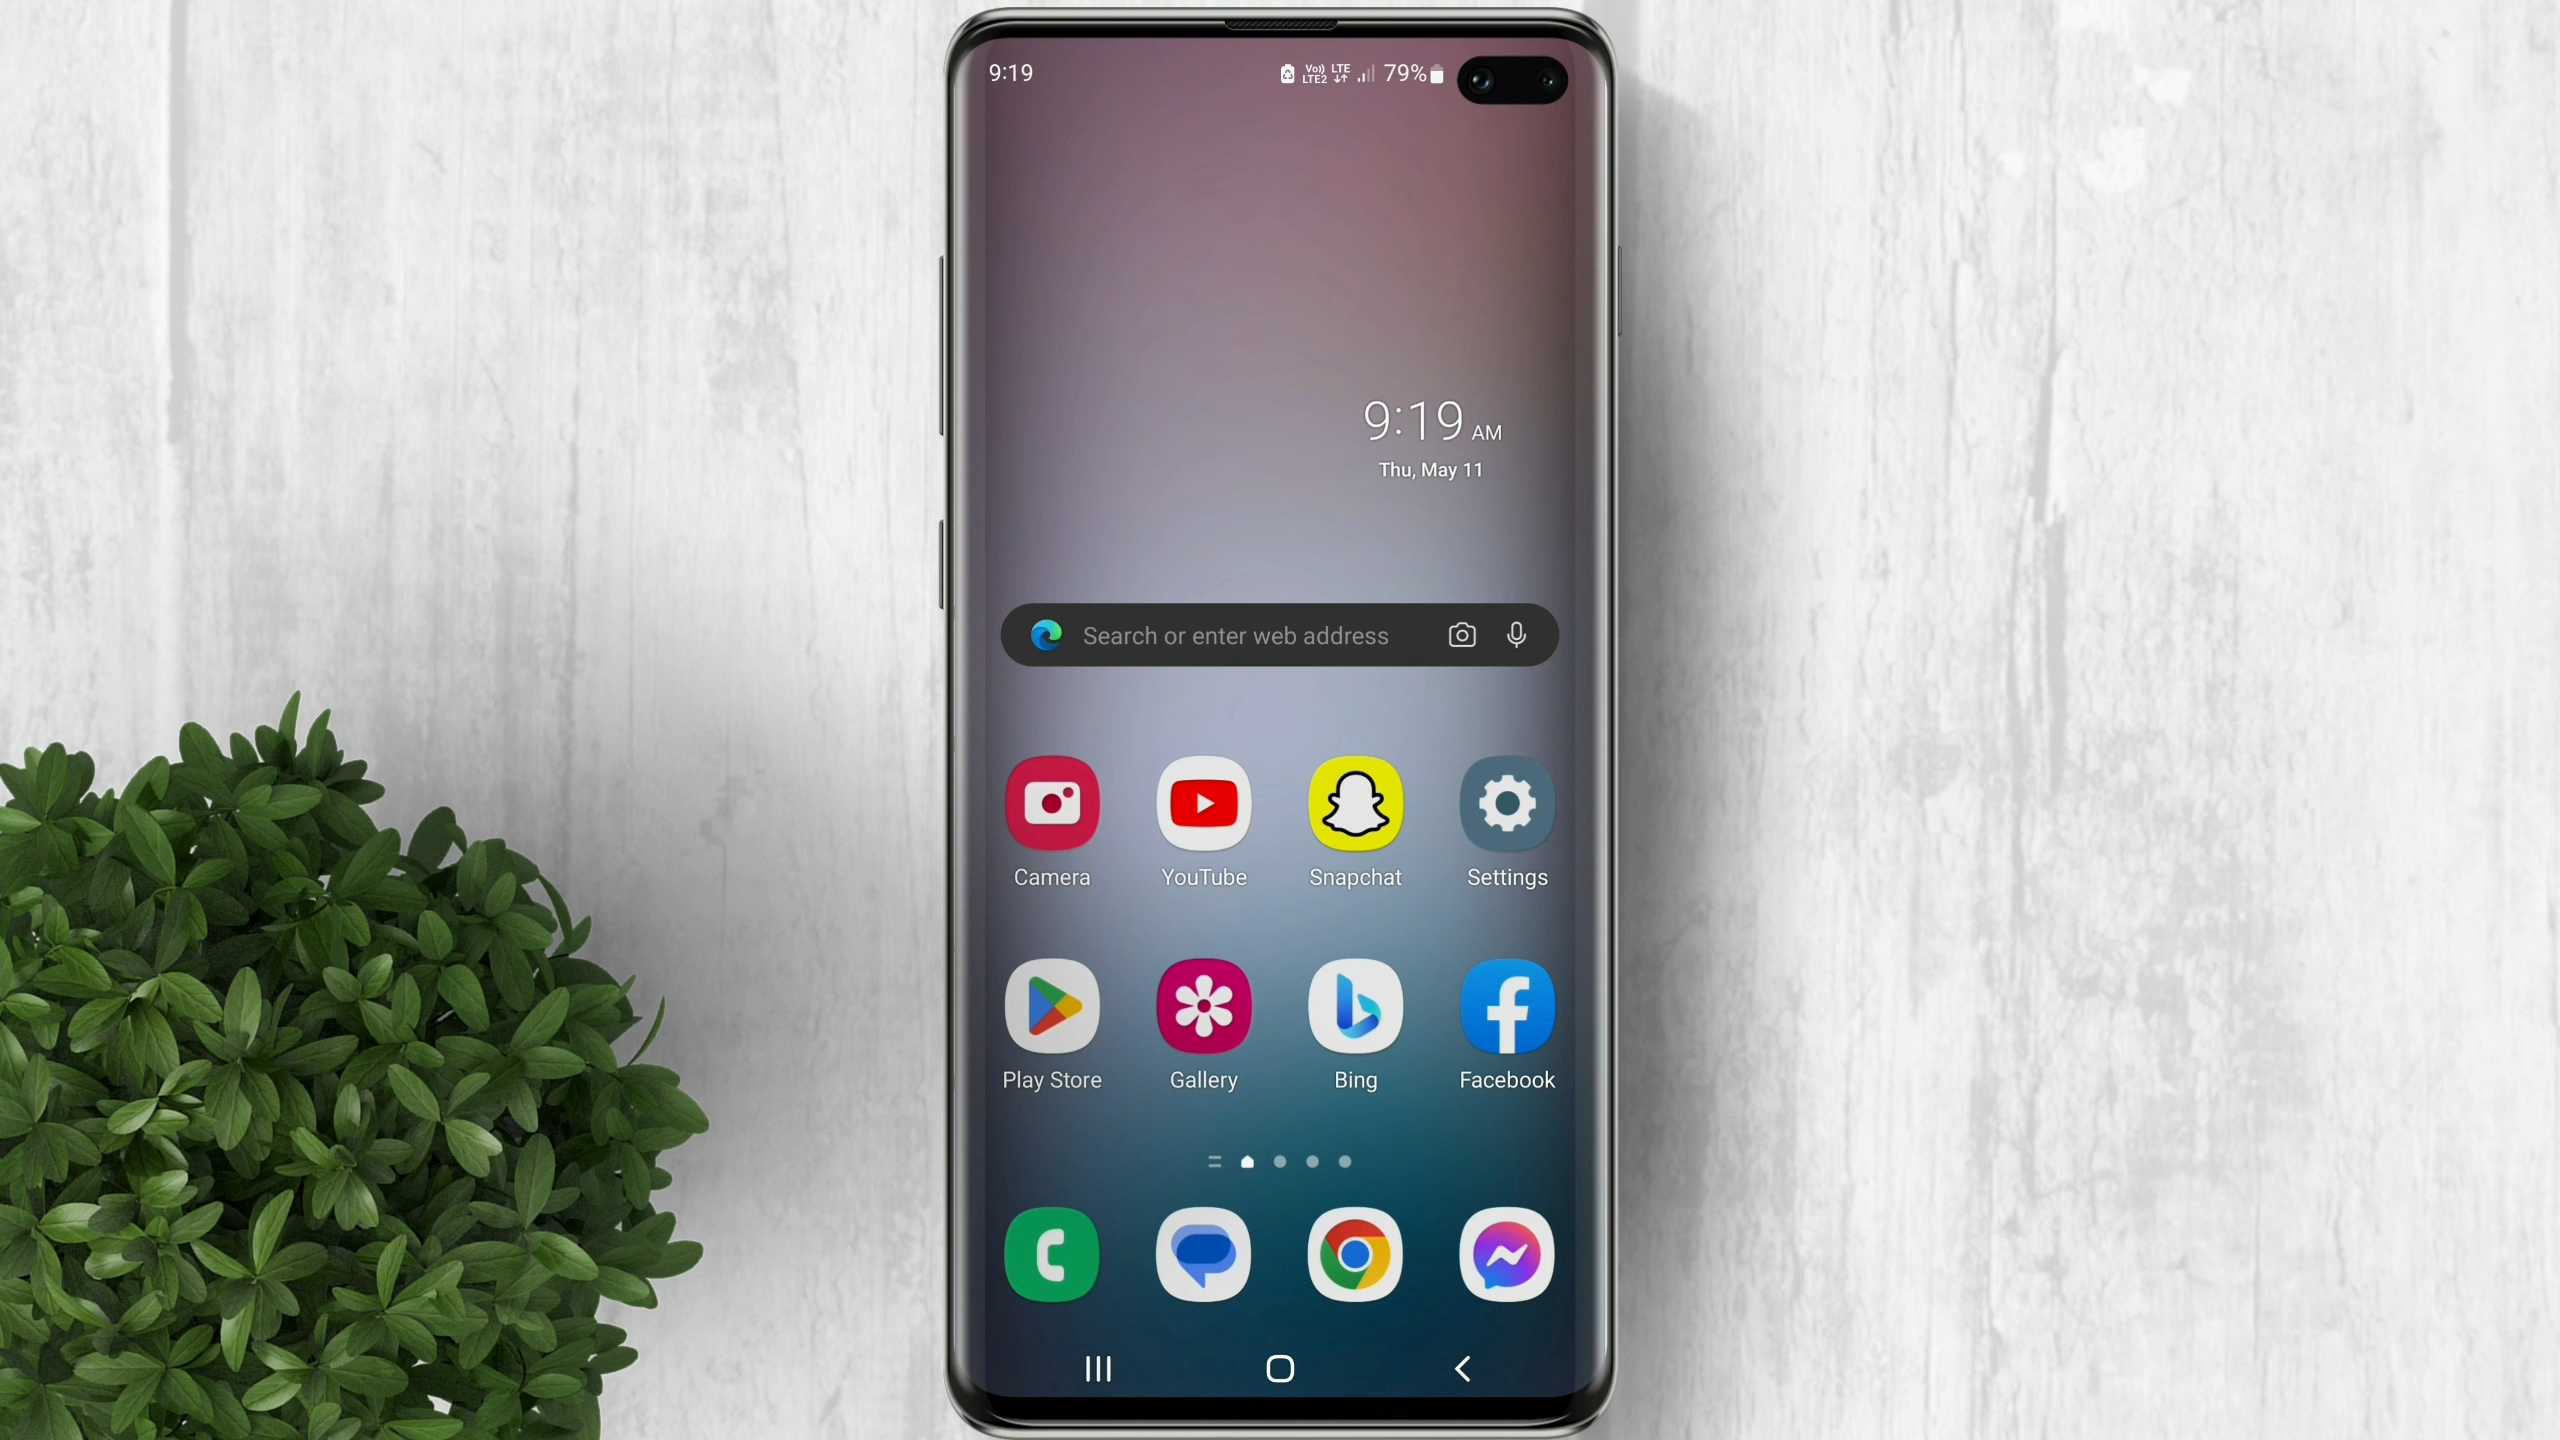 9:19
Vo)) LTE
LTE2
79%
9:19 AM
Thu, May 11
Search or enter web address
Camera
YouTube
Snapchat
Settings
Play Store
Gallery
Bing
Facebook